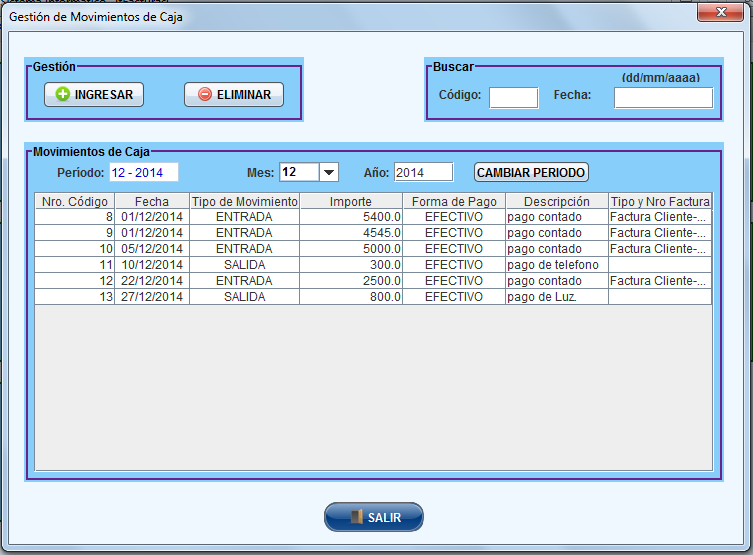 Gestión de Movimientos de Caja
Gestión
INGRESAR ELIMINAR
Buscar
(dd/mm/aaaa)
Código: Fecha:
Movimientos de Caja
Período: 12 - 2014 Mes: 12 Año: 2014 CAMBIAR PERIODO
Nro. Código Fecha Tipo de Movimiento Importe Forma de Pago Descripción Tipo y Nro Factura
8 01/12/2014 ENTRADA 5400.0 EFECTIVO pago contado Factura Cliente-...
9 01/12/2014 ENTRADA 4545.0 EFECTIVO pago contado Factura Cliente-...
10 05/12/2014 ENTRADA 5000.0 EFECTIVO pago contado Factura Cliente-...
11 10/12/2014 SALIDA 300.0 EFECTIVO pago de telefono
12 22/12/2014 ENTRADA 2500.0 EFECTIVO pago contado Factura Cliente-...
13 27/12/2014 SALIDA 800.0 EFECTIVO pago de Luz.
SALIR